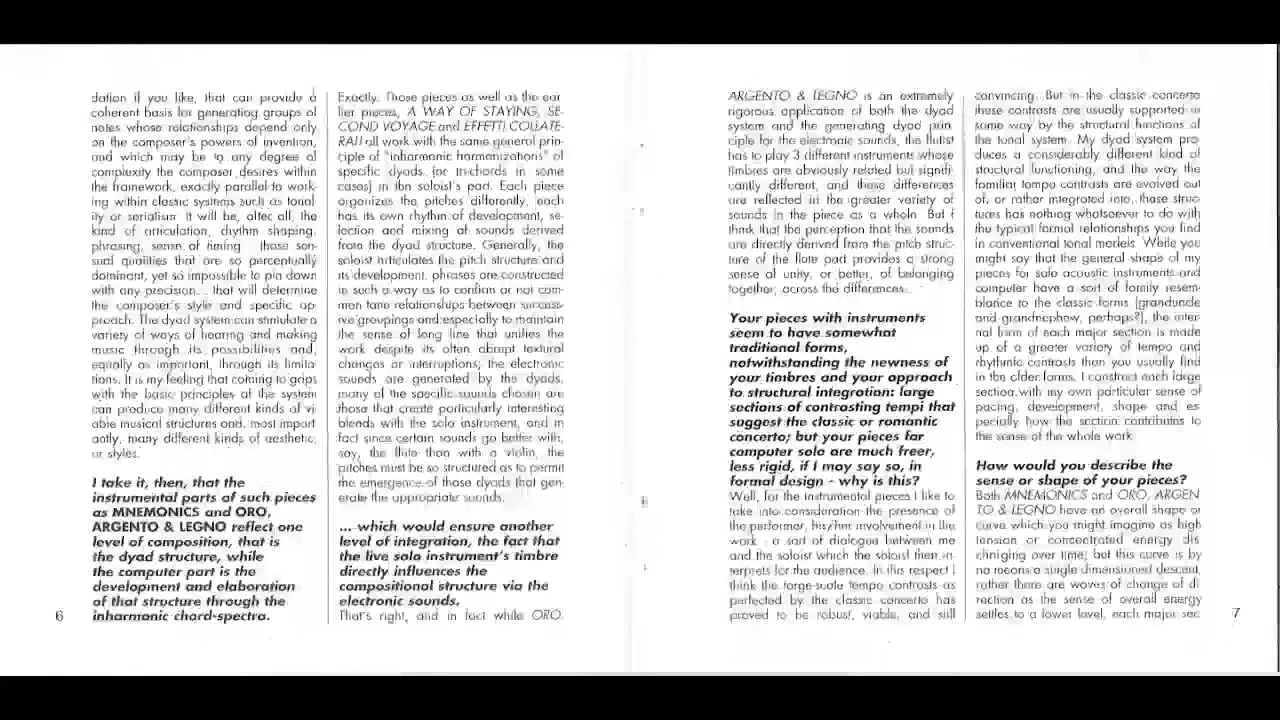 dation if you like, that can provide a
coherent basis for generating groups of
notes whose relationships depend only
on the composer's powers of invention,
and which may be to any degree of
complexity the composer desires within
the framework, exactly parallel to work-
ing within classic systems such as tonal-
ity or serialism. It will be, after all, the
kind of articulation, rhythm shaping,
phrasing, sense of timing those son-
ual qualities that are so perceptually
dominant, yet so impossible to pin down
with any precision... that will determine
the composer's style and specific ap-
proach. The dyad system can stimulate a
variety of ways of hearing and making
music through its possibilities and,
equally as important, through its limita-
tions. It is my feeling that coming to grips
with the basic principles of the system
can produce many different kinds of vi-
able musical structures and, most import-
antly, many different kinds of aesthetic,
or styles.
I take it, then, that the
instrumental parts of such pieces
as MNEMONICS and ORO,
ARGENTO & LEGNO reflect one
level of composition, that is
the dyad structure, while
the computer part is the
development and elaboration
of that structure through the
inharmonic chord-spectra.
6
Exactly. Those pieces as well as the ear-
lier pieces, A WAY OF STAYING, SE-
COND VOYAGE and EFFETTI COLLATE-
RALI all work with the same general prin-
ciple of "inharmonic harmonizations" of
specific dyads (or tri-chords in some
cases) in the soloist's part. Each piece
organizes the pitches differently, each
has its own rhythm of development, se-
lection and mixing of sounds derived
from the dyad structure. Generally, the
soloist articulates the pitch structure and
its development, phrases are constructed
in such a way as to confirm or not com-
mon tone relationships between success-
ive groupings and especially to maintain
the sense of long line that unifies the
work despite its often abrupt textural
changes or interruptions; the electronic
sounds are generated by the dyads,
many of the specific sounds chosen are
those that create particularly interesting
blends with the solo instrument, and in
fact since certain sounds go better with,
say, the flute than with a violin, the
pitches must be so structured as to permit
the emergence of those dyads that gen-
erate the appropriate sounds.
... which would ensure another
level of integration, the fact that
the live solo instrument's timbre
directly influences the
compositional structure via the
electronic sounds.
That's right, and in fact while ORO,
ARGENTO & LEGNO is an extremely
rigorous application of both the dyad
system and the generating dyad prin-
ciple for the electronic sounds, the flutist
has to play 3 different instruments whose
timbres are obviously related but signifi-
cantly different, and these differences
are reflected in the greater variety of
sounds in the piece as a whole. But I
think that the perception that the sounds
are directly derived from the pitch struc-
ture of the flute part provides a strong
sense of unity, or better, of belonging
together, across the differences.
Your pieces with instruments
seem to have somewhat
traditional forms,
notwithstanding the newness of
your timbres and your approach
to structural integration: large
sections of contrasting tempi that
suggest the classic or romantic
concerto; but your pieces for
computer solo are much freer,
less rigid, if I may say so, in
formal design - why is this?
Well, for the instrumental pieces I like to
take into consideration the presence of
the performer, his/her involvement in the
work - a sort of dialogue between me
and the soloist which the soloist then in-
terprets for the audience. In this respect I
think the large-scale tempo contrasts as
perfected by the classic concerto has
proved to be robust, viable, and still
convincing. But in the classic concerto
these contrasts are usually supported in
some way by the structural functions of
the tonal system. My dyad system pro-
duces a considerably different kind of
structural functioning, and the way the
familiar tempo contrasts are evolved out
of, or rather integrated into, these struc-
tures has nothing whatsoever to do with
the typical formal relationships you find
in conventional tonal models. While you
might say that the general shape of my
pieces for solo acoustic instruments and
computer have a sort of family resem-
blance to the classic forms (granduncle
and grandnephew, perhaps?), the inter-
nal form of each major section is made
up of a greater variety of tempo and
rhythmic contrasts than you usually find
in the older forms. I construct each large
section with my own particular sense of
pacing, development, shape and es-
pecially how the section contributes to
the sense of the whole work.
How would you describe the
sense or shape of your pieces?
Both MNEMONICS and ORO, ARGEN-
TO & LEGNO have an overall shape or
curve which you might imagine as high
tension or concentrated energy dis-
chnging over time; but this curve is by
no means a single dimensioned descent,
rather there are waves of change of di-
rection as the sense of overall energy
settles to a lower level, each major sec-
7